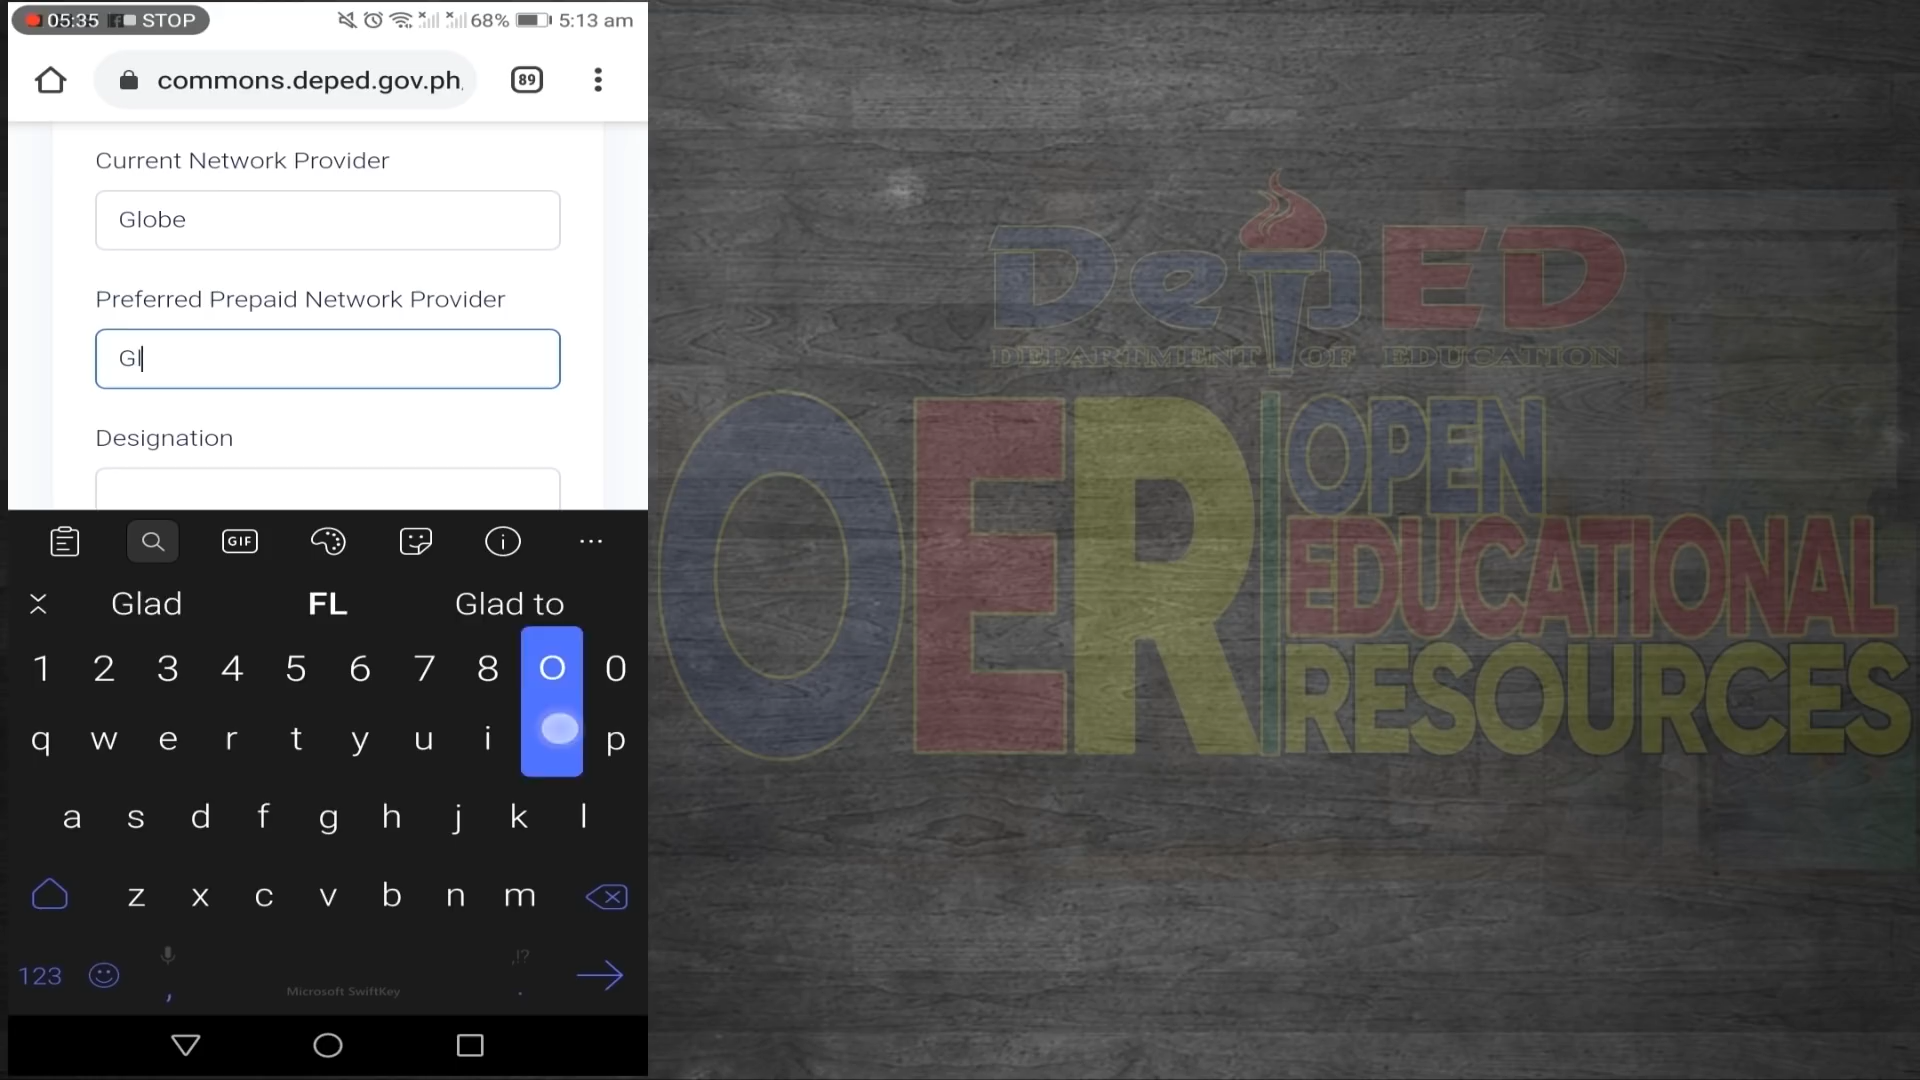 05:35 STOP 68% 5:13 am
commons.deped.gov.ph 89
Current Network Provider
Globe
Preferred Prepaid Network Provider
Gl
Designation
GIF
Glad FL Glad to
1 2 3 4 5 6 7 8 O 0
q w e r t y u i p
a s d f g h j k l
z x c v b n m
,!?
123 , Microsoft SwiftKey .
DepED
DEPARTMENT OF EDUCATION
OER OPEN
EDUCATIONAL
RESOURCES